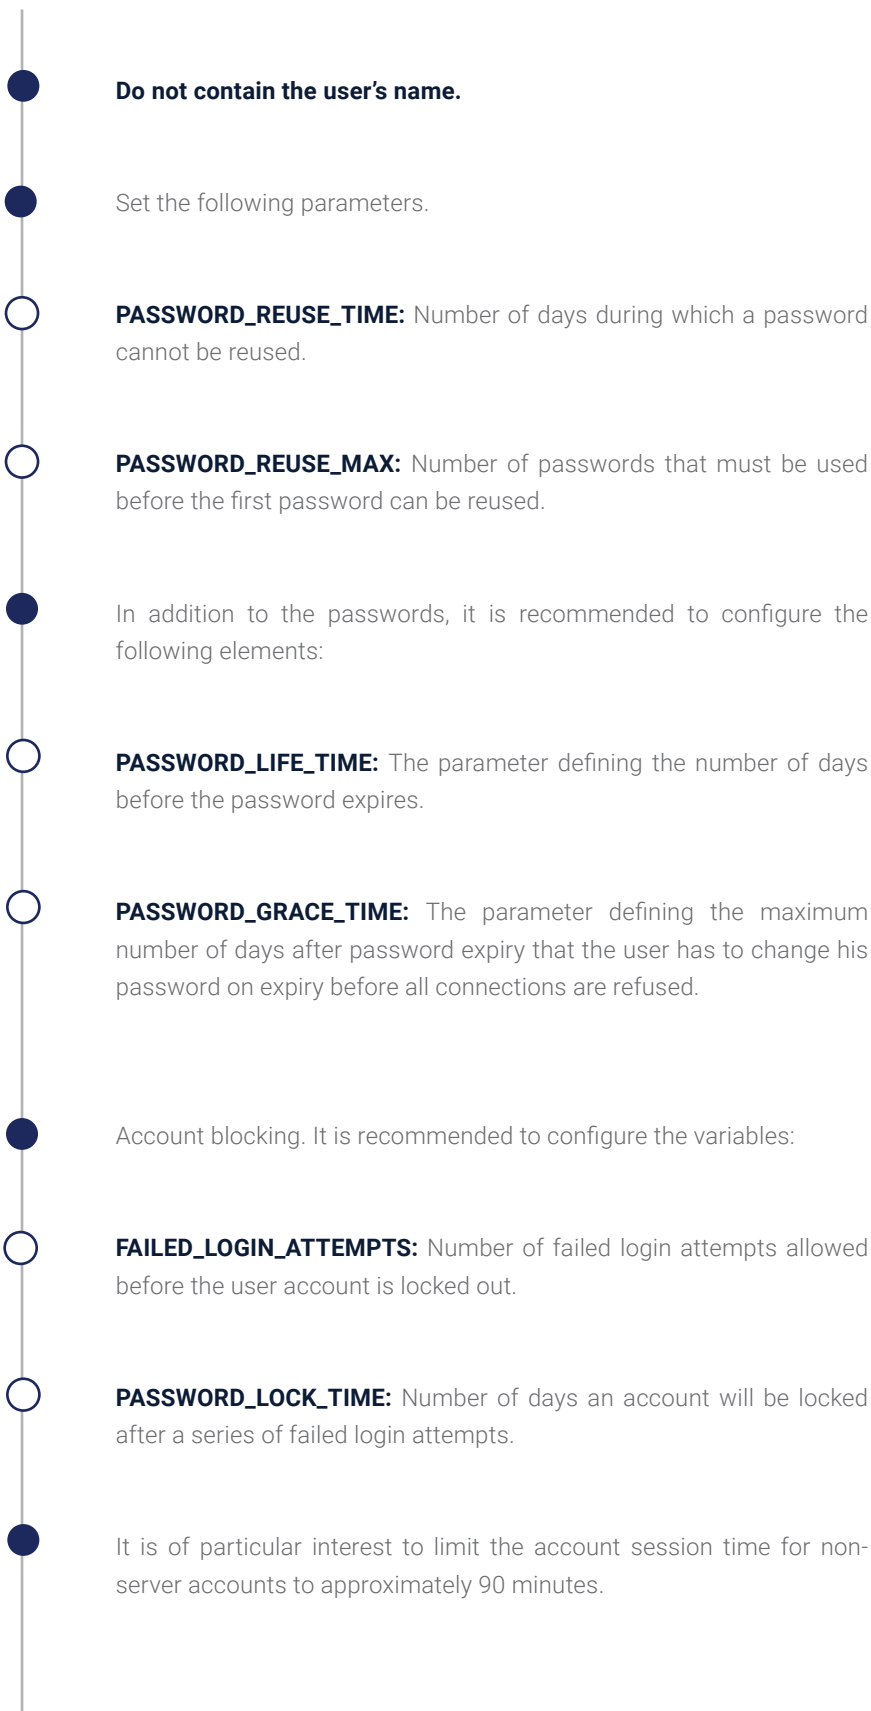 Do not contain the user’s name.
Set the following parameters.
PASSWORD_REUSE_TIME: Number of days during which a password
cannot be reused.
PASSWORD_REUSE_MAX: Number of passwords that must be used
before the first password can be reused.
In addition to the passwords, it is recommended to configure the
following elements:
PASSWORD_LIFE_TIME: The parameter defining the number of days
before the password expires.
PASSWORD_GRACE_TIME: The parameter defining the maximum
number of days after password expiry that the user has to change his
password on expiry before all connections are refused.
Account blocking. It is recommended to configure the variables:
FAILED_LOGIN_ATTEMPTS: Number of failed login attempts allowed
before the user account is locked out.
PASSWORD_LOCK_TIME: Number of days an account will be locked
after a series of failed login attempts.
It is of particular interest to limit the account session time for non-
server accounts to approximately 90 minutes.